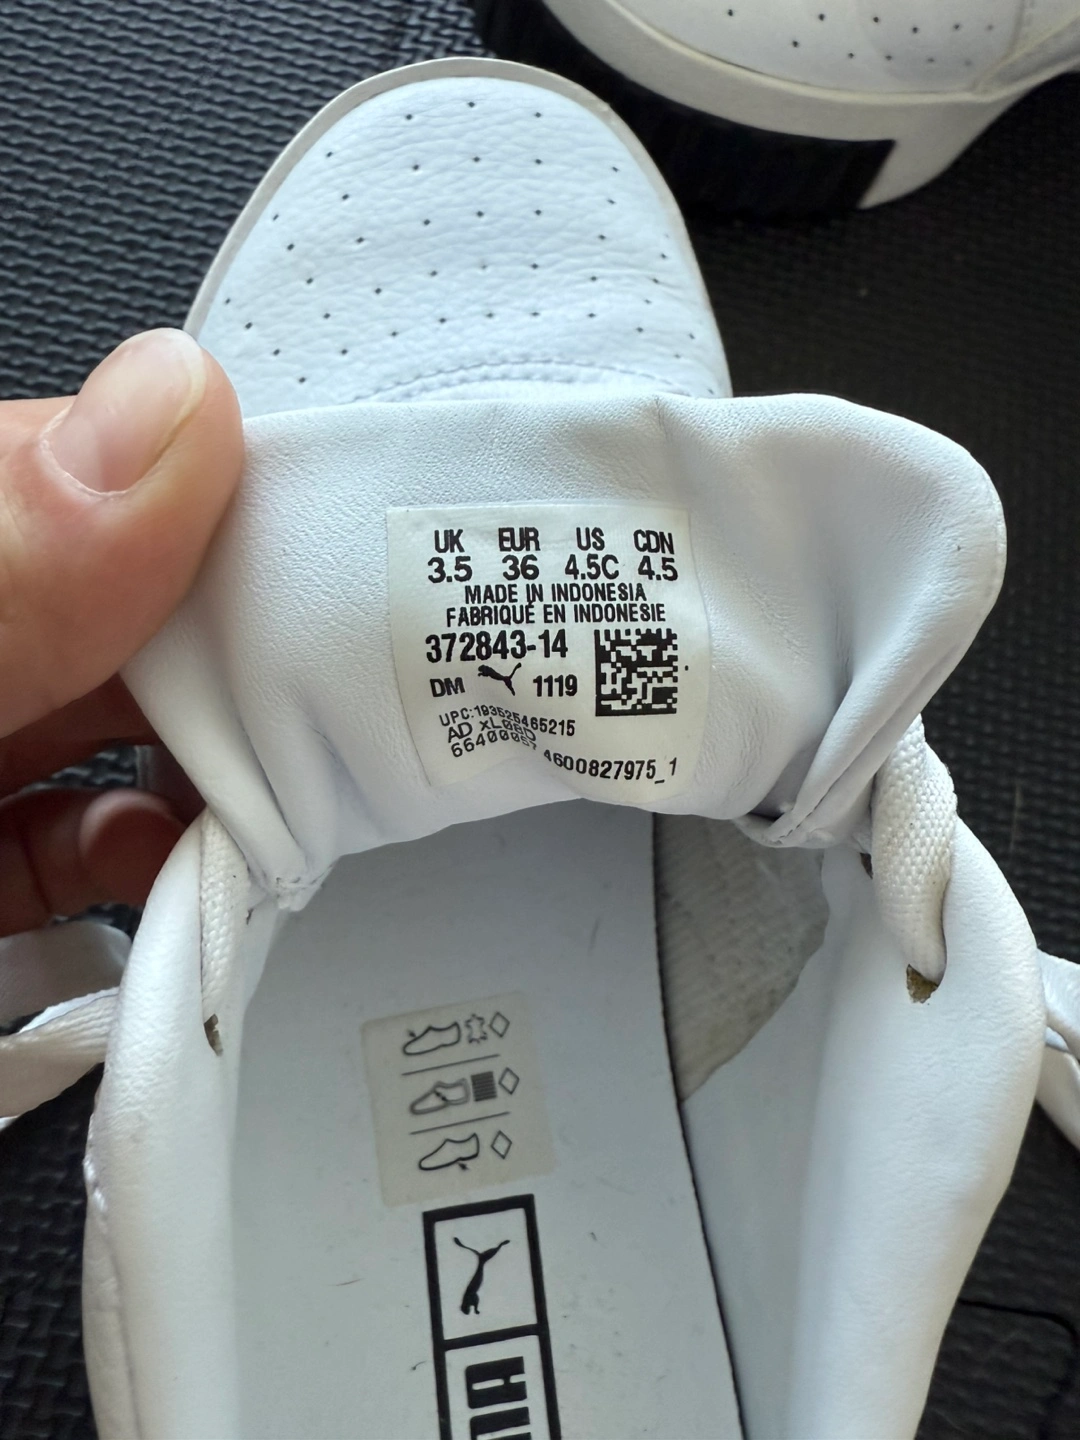 UK EUR US CDN
3.5 36 4.5C 4.5
MADE IN INDONESIA
FABRIQUÉ EN INDONESIE
372843-14
DM 1119
UPC:193525465215
AD
4600827975_1